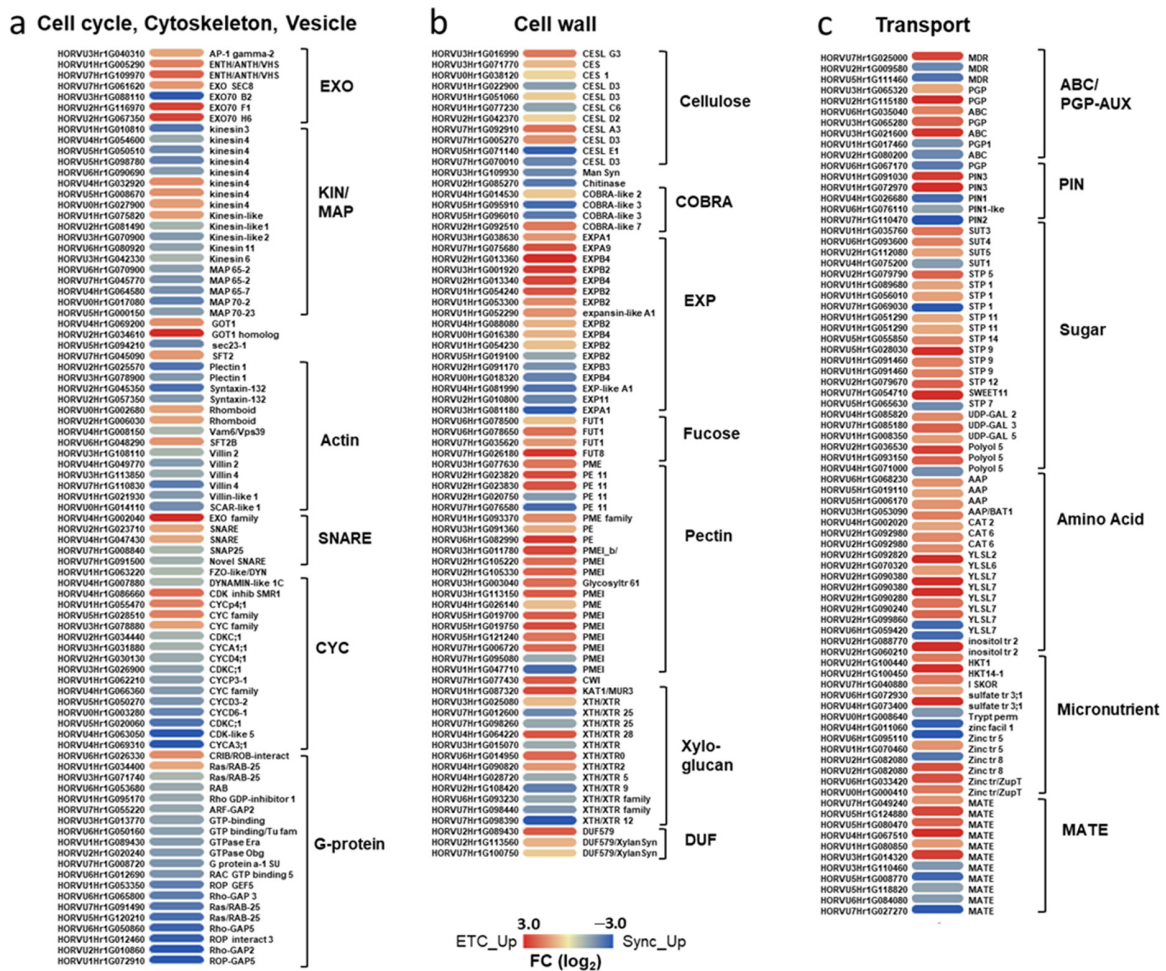 a Cell cycle, Cytoskeleton, Vesicle
HORVU3Hr1G040310 AP-1 gamma-2
HORVU1Hr1G005290 ENTH/ANTH/VHS
HORVU7Hr1G109970 ENTH/ANTH/VHS
HORVU7Hr1G061620 EXO SEC8
HORVU3Hr1G088110 EXO70 B2
HORVU2Hr1G116970 EXO70 F1
HORVU2Hr1G067350 EXO70 H6
EXO
HORVU1Hr1G010810 kinesin 3
HORVU4Hr1G054600 kinesin 4
HORVU5Hr1G050510 kinesin 4
HORVU5Hr1G098780 kinesin 4
HORVU6Hr1G090690 kinesin 4
HORVU4Hr1G032920 kinesin 4
HORVU5Hr1G008670 kinesin 4
HORVU0Hr1G027900 kinesin 4
HORVU1Hr1G075820 Kinesin-like
HORVU2Hr1G081490 Kinesin-like 1
HORVU3Hr1G070900 Kinesin-like 2
HORVU6Hr1G080920 Kinesin 11
HORVU3Hr1G042330 Kinesin 6
HORVU6Hr1G070900 MAP 65-2
HORVU7Hr1G045770 MAP 65-2
HORVU4Hr1G064580 MAP 65-7
HORVU0Hr1G017080 MAP 70-2
HORVU5Hr1G000150 MAP 70-23
KIN/
MAP
HORVU4Hr1G069200 GOT1
HORVU2Hr1G034610 GOT1 homolog
HORVU5Hr1G094210 sec23-1
HORVU7Hr1G045090 SFT2
HORVU2Hr1G025570 Plectin 1
HORVU3Hr1G078900 Plectin 1
HORVU2Hr1G045350 Syntaxin-132
HORVU2Hr1G057350 Syntaxin-132
HORVU0Hr1G002680 Rhomboid
HORVU2Hr1G006030 Rhomboid
HORVU4Hr1G008150 Vam6/Vps39
HORVU6Hr1G048290 SFT2B
HORVU3Hr1G108110 Villin 2
HORVU4Hr1G049770 Villin 2
HORVU3Hr1G113850 Villin 4
HORVU7Hr1G110830 Villin 4
HORVU1Hr1G021930 Villin-like 1
HORVU0Hr1G014110 SCAR-like 1
Actin
HORVU4Hr1G002040 EXO family
HORVU2Hr1G023710 SNARE
HORVU4Hr1G047430 SNARE
HORVU7Hr1G008840 SNAP25
HORVU7Hr1G091500 Novel SNARE
HORVU1Hr1G063220 FZO-like/DYN
SNARE
HORVU4Hr1G007880 DYNAMIN-like 1C
HORVU4Hr1G086660 CDK inhib SMR1
HORVU1Hr1G055470 CYCp4;1
HORVU5Hr1G028510 CYC family
HORVU3Hr1G078880 CYC family
HORVU2Hr1G034440 CDKC;1
HORVU3Hr1G031880 CYCA1;1
HORVU2Hr1G030130 CYCD4;1
HORVU3Hr1G026900 CDKC;1
HORVU1Hr1G062210 CYCP3-1
HORVU4Hr1G066360 CYC family
HORVU5Hr1G050270 CYCD3-2
HORVU0Hr1G003280 CYCD6-1
HORVU5Hr1G020060 CDKC;1
HORVU4Hr1G063050 CDK-like 5
HORVU4Hr1G069310 CYCA3;1
CYC
HORVU6Hr1G026330 CRIB/ROB-interact
HORVU1Hr1G034400 Ras/RAB-25
HORVU3Hr1G071740 Ras/RAB-25
HORVU6Hr1G053680 RAB
HORVU1Hr1G095170 Rho GDP-inhibitor 1
HORVU7Hr1G055220 ARF-GAP2
HORVU3Hr1G013770 GTP-binding
HORVU6Hr1G050160 GTP binding/Tu fam
HORVU1Hr1G089430 GTPase Era
HORVU2Hr1G020240 GTPase Obg
HORVU7Hr1G008720 G protein a-1 SU
HORVU6Hr1G012690 RAC GTP binding 5
HORVU1Hr1G053350 ROP GEF5
HORVU6Hr1G065800 Rho-GAP 3
HORVU7Hr1G091490 Ras/RAB-25
HORVU5Hr1G120210 Ras/RAB-25
HORVU6Hr1G050860 Rho-GAP5
HORVU1Hr1G012460 ROP interact 3
HORVU2Hr1G010860 Rho-GAP2
HORVU1Hr1G072910 ROP-GAP5
G-protein
b Cell wall
HORVU3Hr1G016990 CESL G3
HORVU3Hr1G071770 CES
HORVU0Hr1G038120 CES 1
HORVU1Hr1G022900 CESL D3
HORVU1Hr1G051060 CESL D3
HORVU1Hr1G077230 CESL C6
HORVU2Hr1G042370 CESL D2
HORVU7Hr1G092910 CESL A3
HORVU7Hr1G005270 CESL D3
HORVU5Hr1G071140 CESL E1
HORVU7Hr1G070010 CESL D3
Cellulose
HORVU3Hr1G109930 Man Syn
HORVU2Hr1G085270 Chitinase
HORVU4Hr1G014530 COBRA-like 2
HORVU5Hr1G095910 COBRA-like 3
HORVU5Hr1G096010 COBRA-like 3
HORVU2Hr1G092510 COBRA-like 7
COBRA
HORVU3Hr1G038630 EXPA1
HORVU7Hr1G075680 EXPA9
HORVU2Hr1G013360 EXPB4
HORVU3Hr1G001920 EXPB2
HORVU2Hr1G013340 EXPB4
HORVU1Hr1G054240 EXPB2
HORVU1Hr1G053300 EXPB2
HORVU1Hr1G052290 expansin-like A1
HORVU4Hr1G088080 EXPB2
HORVU0Hr1G016380 EXPB4
HORVU1Hr1G054230 EXPB2
HORVU5Hr1G019100 EXPB2
HORVU2Hr1G091170 EXPB3
HORVU0Hr1G018320 EXPB4
HORVU4Hr1G081990 EXP-like A1
HORVU2Hr1G010800 EXP11
HORVU3Hr1G081180 EXPA1
EXP
HORVU6Hr1G078500 FUT1
HORVU6Hr1G078650 FUT1
HORVU7Hr1G035620 FUT1
HORVU7Hr1G026180 FUT8
Fucose
HORVU3Hr1G077630 PME
HORVU2Hr1G023820 PE 11
HORVU2Hr1G023830 PE 11
HORVU2Hr1G020750 PE 11
HORVU7Hr1G076580 PE 11
HORVU1Hr1G093370 PME family
HORVU3Hr1G091360 PE
HORVU6Hr1G082990 PE
HORVU3Hr1G011780 PMEI_b/
HORVU2Hr1G105220 PMEI
HORVU2Hr1G105330 PMEI
HORVU3Hr1G003040 Glycosyltr 61
HORVU3Hr1G113150 PMEI
HORVU4Hr1G026140 PME
HORVU5Hr1G019700 PMEI
HORVU5Hr1G019750 PMEI
HORVU5Hr1G121240 PMEI
HORVU7Hr1G006720 PMEI
HORVU7Hr1G095080 PMEI
HORVU1Hr1G047710 PMEI
Pectin
HORVU7Hr1G077430 CWI
HORVU1Hr1G087320 KAT1/MUR3
HORVU3Hr1G025080 XTH/XTR
HORVU7Hr1G012600 XTH/XTR 25
HORVU7Hr1G098260 XTH/XTR 25
HORVU4Hr1G064220 XTH/XTR 28
HORVU3Hr1G015070 XTH/XTR
HORVU6Hr1G014950 XTH/XTR0
HORVU4Hr1G090820 XTH/XTR2
HORVU4Hr1G028720 XTH/XTR 5
HORVU2Hr1G108420 XTH/XTR 9
HORVU6Hr1G093230 XTH/XTR family
HORVU7Hr1G098440 XTH/XTR family
HORVU7Hr1G098390 XTH/XTR 12
Xylo-
glucan
HORVU2Hr1G089430 DUF579
HORVU2Hr1G113560 DUF579/XylanSyn
HORVU7Hr1G100750 DUF579/XylanSyn
DUF
3.0 −3.0
ETC_Up Sync_Up
FC (log2)
c Transport
HORVU7Hr1G025000 MDR
HORVU2Hr1G009580 MDR
HORVU5Hr1G111460 MDR
HORVU3Hr1G065320 PGP
HORVU2Hr1G115180 PGP
HORVU6Hr1G035040 ABC
HORVU3Hr1G065280 PGP
HORVU3Hr1G021600 ABC
HORVU1Hr1G017460 PGP1
HORVU2Hr1G080200 ABC
ABC/
PGP-AUX
HORVU6Hr1G067170 PGP
HORVU1Hr1G091030 PIN3
HORVU1Hr1G072970 PIN3
HORVU4Hr1G026680 PIN1
HORVU6Hr1G076110 PIN1-lke
HORVU7Hr1G110470 PIN2
PIN
HORVU1Hr1G035760 SUT3
HORVU6Hr1G093600 SUT4
HORVU2Hr1G112080 SUT5
HORVU4Hr1G075200 SUT1
HORVU2Hr1G079790 STP 5
HORVU1Hr1G089680 STP 1
HORVU1Hr1G056010 STP 1
HORVU7Hr1G069030 STP 1
HORVU1Hr1G051290 STP 11
HORVU1Hr1G051290 STP 11
HORVU1Hr1G055850 STP 14
HORVU5Hr1G028030 STP 9
HORVU1Hr1G091460 STP 9
HORVU1Hr1G091460 STP 9
HORVU2Hr1G079670 STP 12
HORVU7Hr1G054710 SWEET11
HORVU5Hr1G065630 STP 7
HORVU4Hr1G085820 UDP-GAL 2
HORVU7Hr1G085180 UDP-GAL 3
HORVU1Hr1G008350 UDP-GAL 5
HORVU2Hr1G036530 Polyol 5
HORVU1Hr1G093150 Polyol 5
HORVU4Hr1G071000 Polyol 5
Sugar
HORVU6Hr1G068230 AAP
HORVU5Hr1G019110 AAP
HORVU5Hr1G006170 AAP
HORVU3Hr1G053090 AAP/BAT1
HORVU4Hr1G002020 CAT 2
HORVU2Hr1G092980 CAT 6
HORVU2Hr1G092980 CAT 6
HORVU2Hr1G092820 YLSL2
HORVU2Hr1G070320 YLSL6
HORVU2Hr1G090380 YLSL7
HORVU2Hr1G090380 YLSL7
HORVU2Hr1G090280 YLSL7
HORVU2Hr1G090240 YLSL7
HORVU2Hr1G099860 YLSL7
HORVU6Hr1G059420 YLSL7
HORVU2Hr1G088770 inositol tr 2
HORVU2Hr1G060210 inositol tr 2
Amino Acid
HORVU2Hr1G100440 HKT1
HORVU2Hr1G100450 HKT14-1
HORVU7Hr1G040880 I SKOR
HORVU6Hr1G072930 sulfate tr 3;1
HORVU4Hr1G073400 sulfate tr 3;1
HORVU0Hr1G008640 Trypt perm
HORVU4Hr1G011060 zinc facil 1
HORVU6Hr1G095110 Zinc tr 5
HORVU1Hr1G070460 Zinc tr 5
HORVU2Hr1G082080 Zinc tr 8
HORVU2Hr1G082080 Zinc tr 8
HORVU6Hr1G033420 Zinc tr/ZupT
HORVU0Hr1G000410 Zinc tr/ZupT
Micronutrient
HORVU7Hr1G049240 MATE
HORVU5Hr1G124880 MATE
HORVU5Hr1G080470 MATE
HORVU4Hr1G067510 MATE
HORVU1Hr1G080850 MATE
HORVU3Hr1G014320 MATE
HORVU3Hr1G110460 MATE
HORVU5Hr1G008770 MATE
HORVU5Hr1G118820 MATE
HORVU6Hr1G084080 MATE
HORVU7Hr1G027270 MATE
MATE